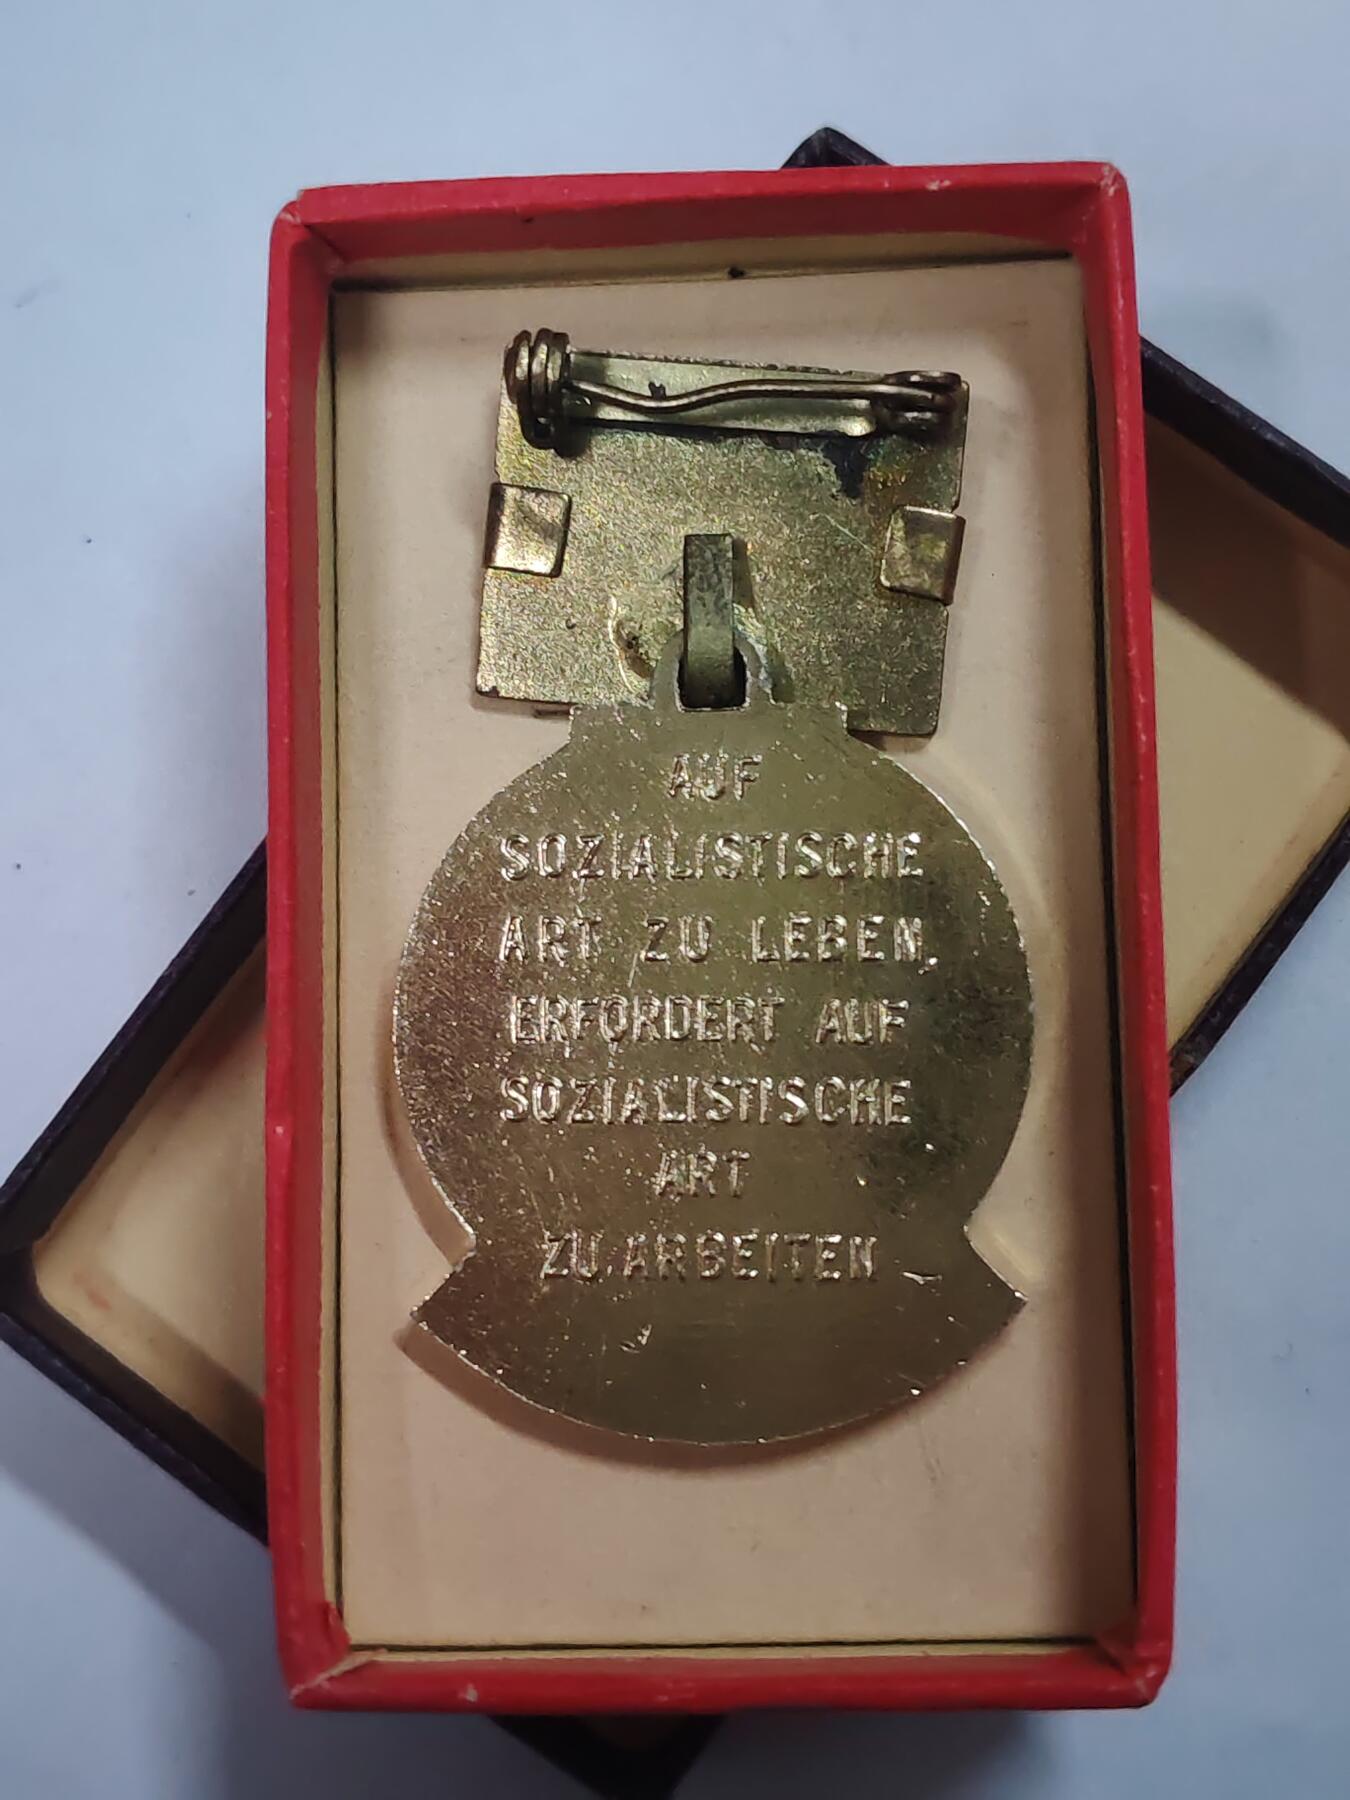 AUF
SOZIALISTISCHE
ART ZU LEBEN,
ERFORDERT AUF
SOZIALISTISCHE
ART
ZU ARBEITEN